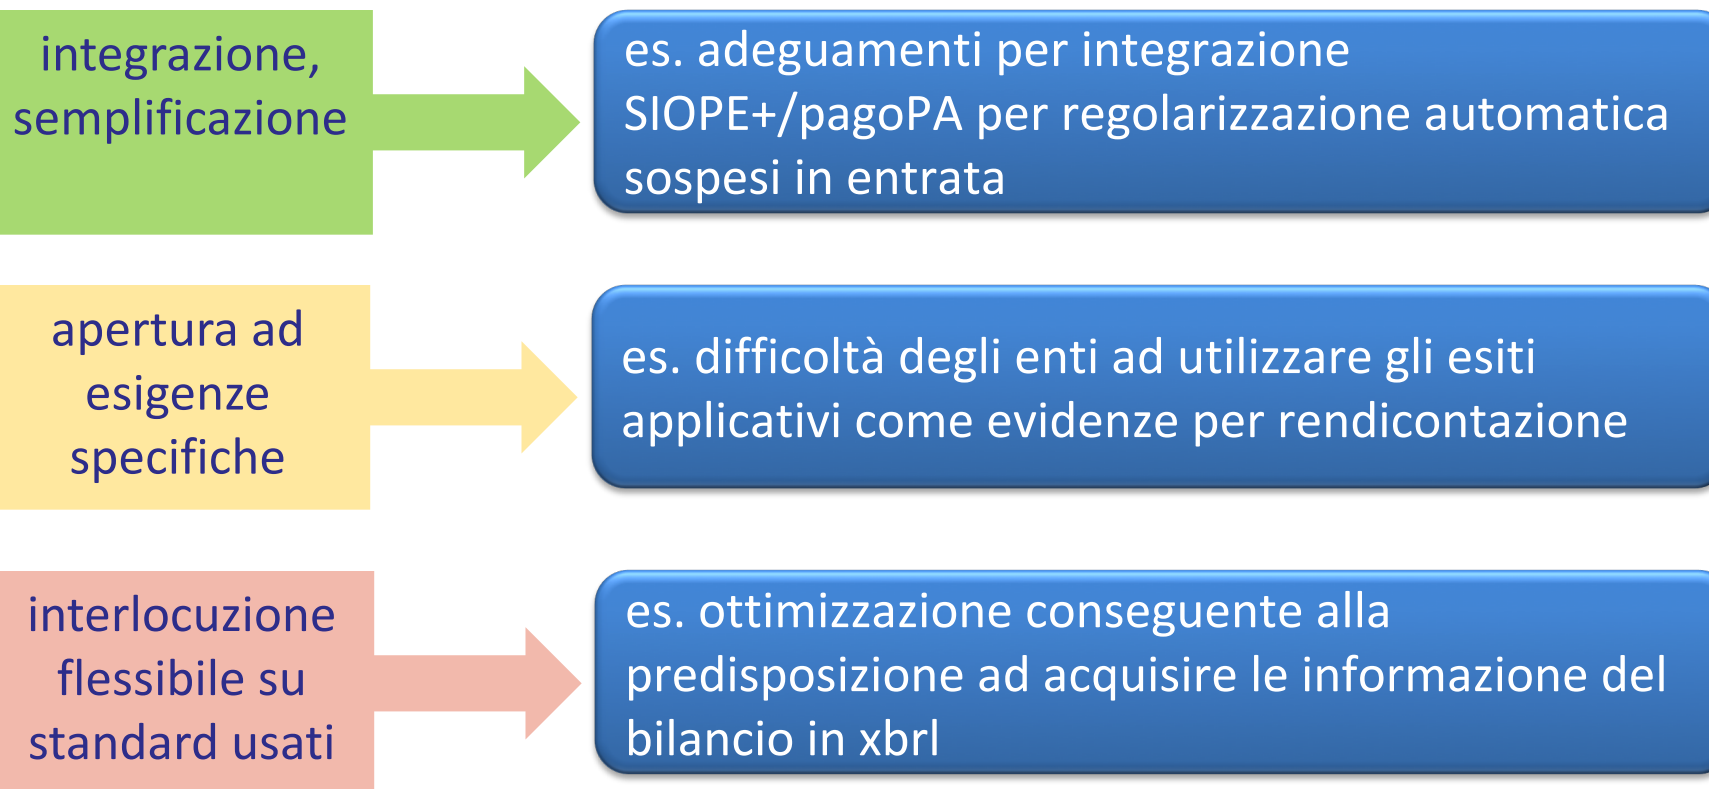 integrazione,
semplificazione
es. adeguamenti per integrazione
SIOPE+/pagoPA per regolarizzazione automatica
sospesi in entrata
apertura ad
esigenze
specifiche
es. difficoltà degli enti ad utilizzare gli esiti
applicativi come evidenze per rendicontazione
interlocuzione
flessibile su
standard usati
es. ottimizzazione conseguente alla
predisposizione ad acquisire le informazione del
bilancio in xbrl